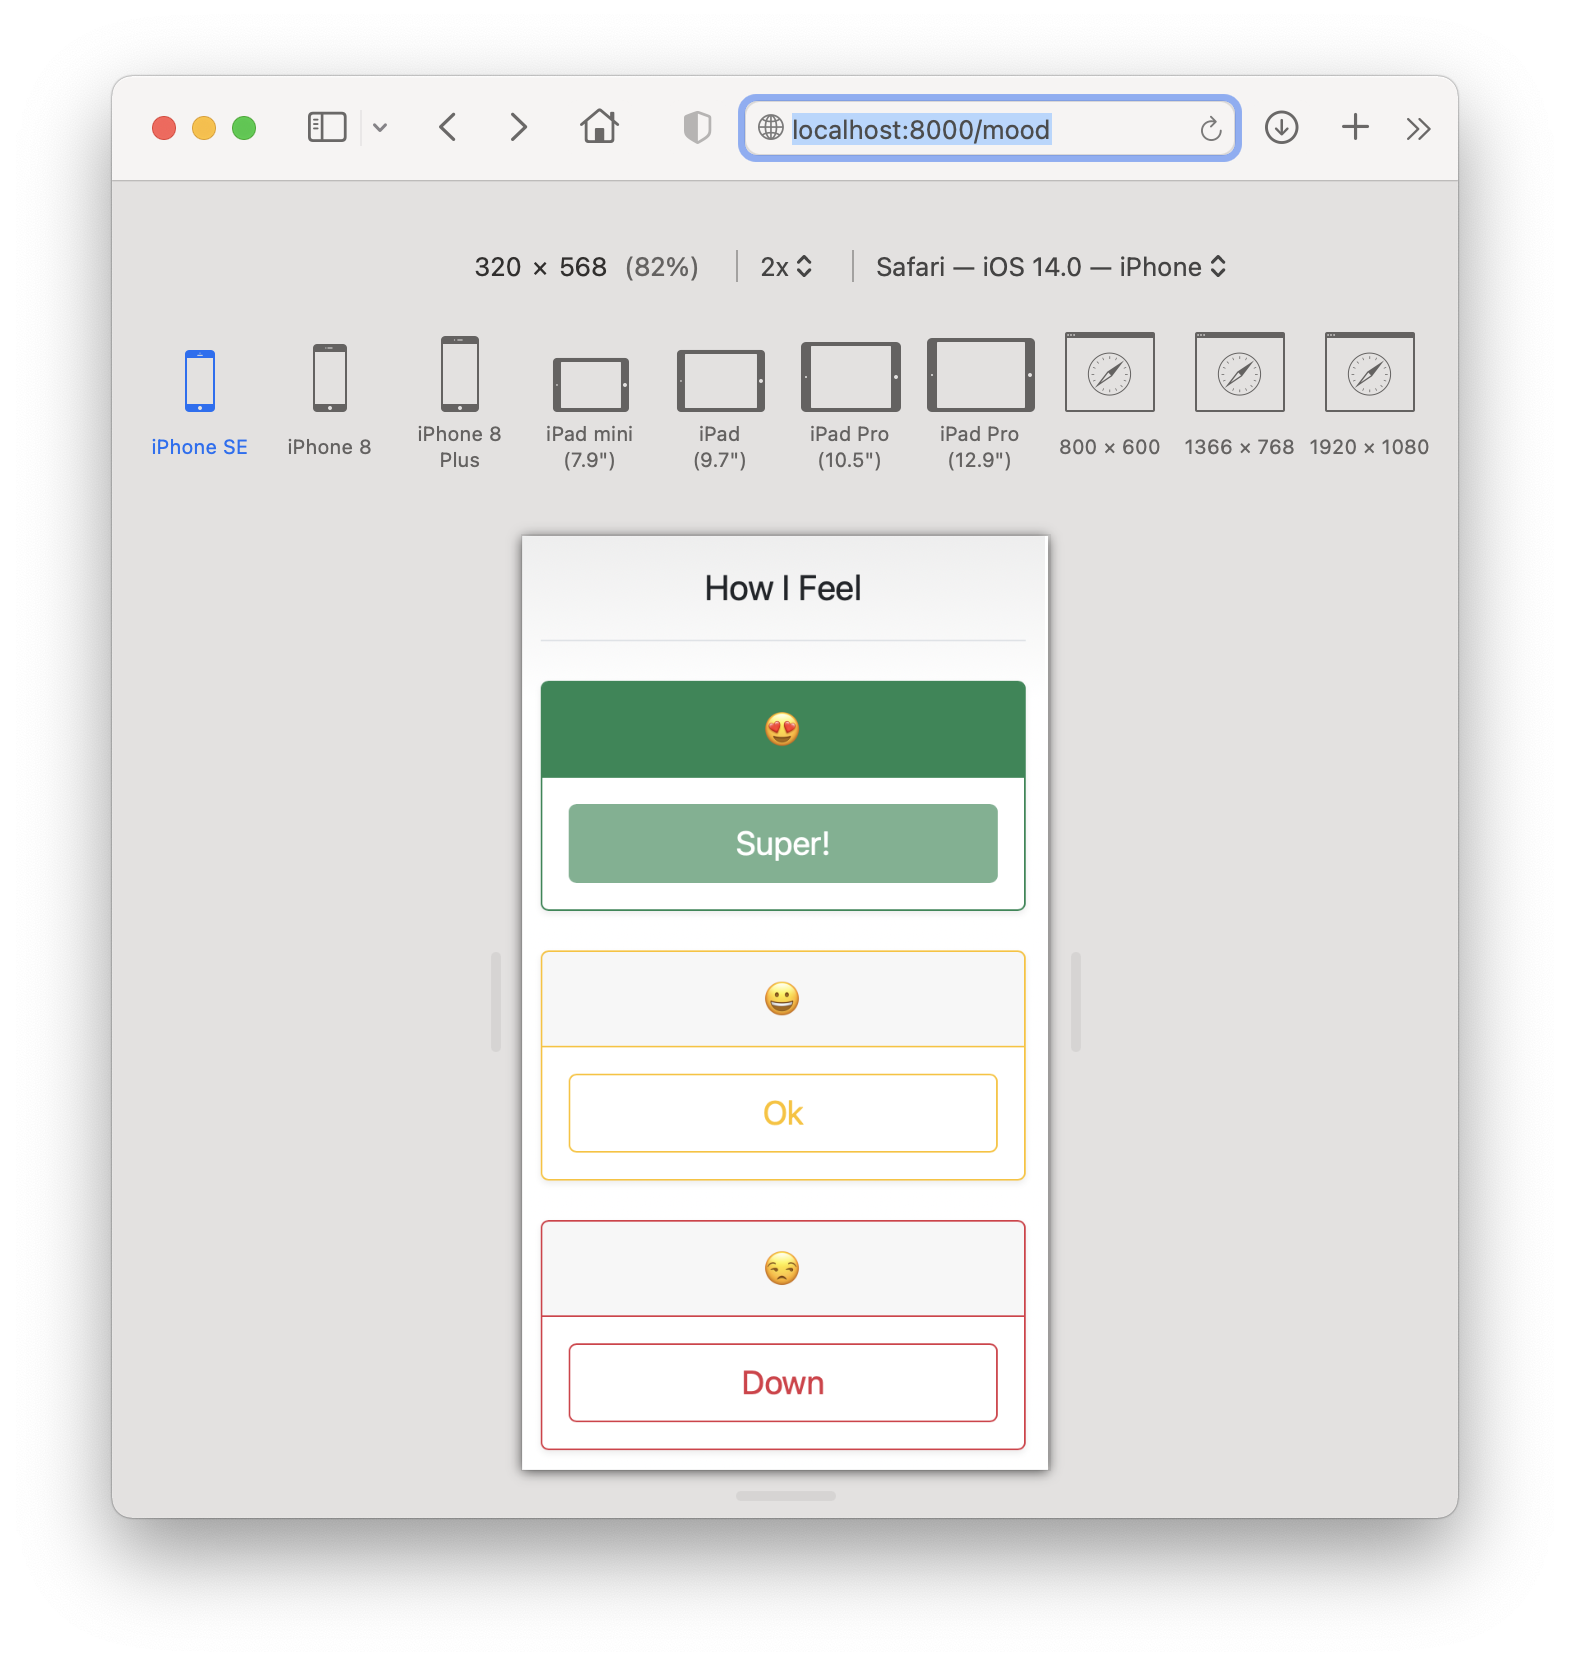 localhost:8000/mood
320 × 568 (82%) 2x Safari — iOS 14.0 — iPhone
iPhone SE
iPhone 8
iPhone 8
Plus
iPad mini
(7.9")
iPad
(9.7")
iPad Pro
(10.5")
iPad Pro
(12.9")
800 × 600
1366 × 768
1920 × 1080
How I Feel
Super!
Ok
Down